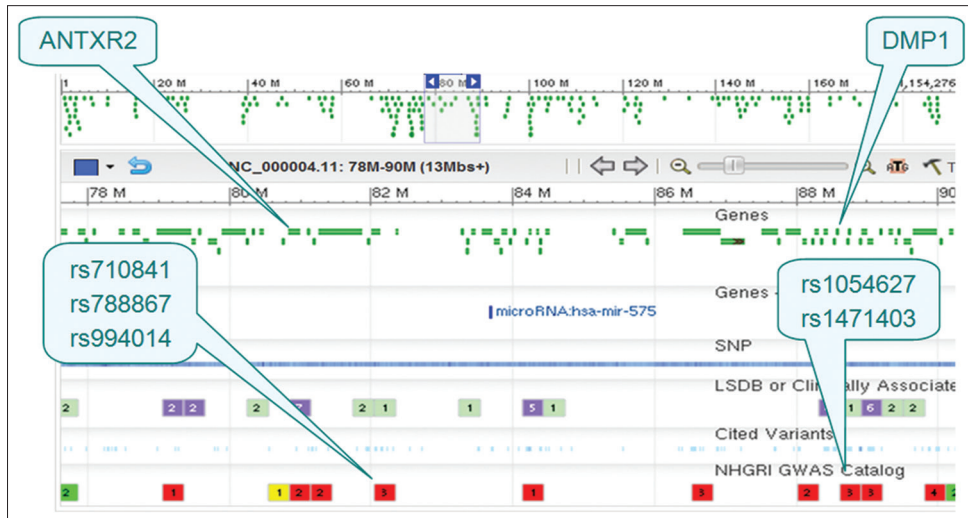 ANTXR2
DMP1
1 20 M 40 M 60 M 80 M 100 M 120 M 140 M 160 M 1,154,276
NC_000004.11: 78M-90M (13Mbs+)
78 M 80 M 82 M 84 M 86 M 88 M 90
Genes
rs710841
rs788867
rs994014
rs1054627
rs1471403
Genes
microRNA:hsa-mir-575
SNP
LSDB or Clinically Associate
2 2 2 2 2 1 1 5 1 1 6 2 2
Cited Variants
NHGRI GWAS Catalog
2 1 1 2 2 3 1 3 2 3 3 4 2